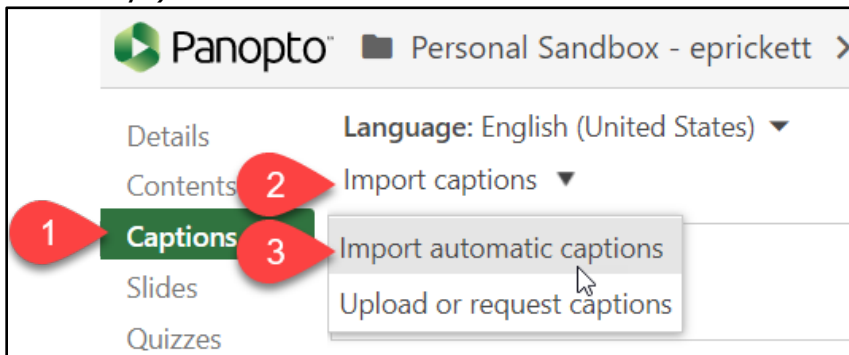 Panopto™ Personal Sandbox - eprickett
Details
Language: English (United States)
Contents
2
Import captions
1
Captions
3
Import automatic captions
Slides
Upload or request captions
Quizzes